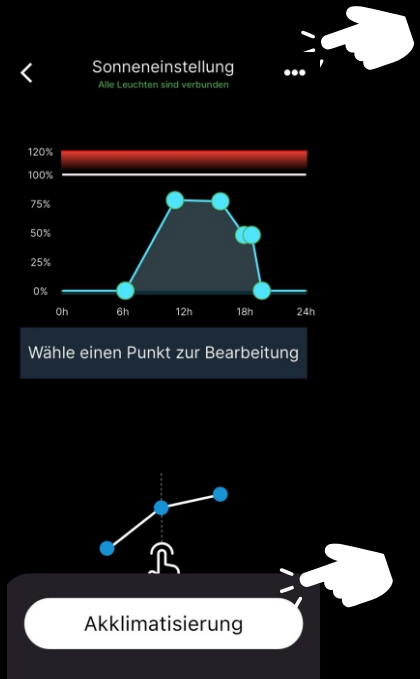 Sonneneinstellung
Alle Leuchten sind verbunden
120%
100%
75%
50%
25%
0%
0h 6h 12h 18h 24h
Wähle einen Punkt zur Bearbeitung
Akklimatisierung